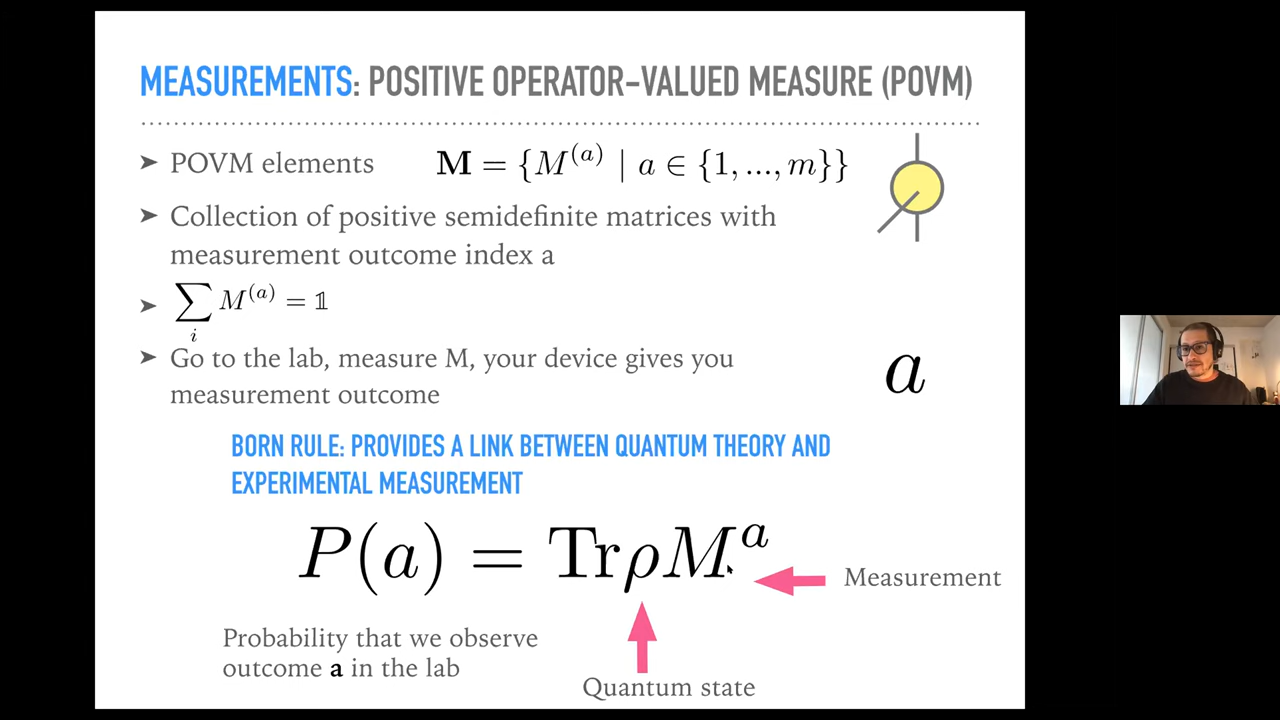 MEASUREMENTS: POSITIVE OPERATOR-VALUED MEASURE (POVM)
➤ POVM elements M = {M^(a) | a ∈ {1, ..., m}}
➤ Collection of positive semidefinite matrices with
measurement outcome index a
➤ ∑_i M^(a) = 𝟙
➤ Go to the lab, measure M, your device gives you
measurement outcome
a
BORN RULE: PROVIDES A LINK BETWEEN QUANTUM THEORY AND
EXPERIMENTAL MEASUREMENT
P(a) = TrρM^a
Measurement
Probability that we observe
outcome a in the lab
Quantum state